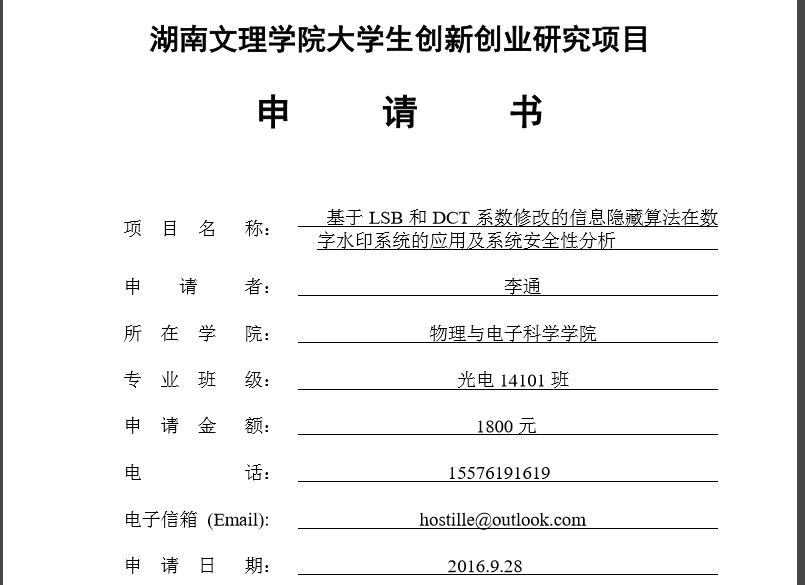 湖南文理学院大学生创新创业研究项目
申 请 书
项 目 名 称： 基于 LSB 和 DCT 系数修改的信息隐藏算法在数
字水印系统的应用及系统安全性分析
申 请 者： 李通
所 在 学 院： 物理与电子科学学院
专 业 班 级： 光电 14101 班
申 请 金 额： 1800 元
电 话： 15576191619
电子信箱 (Email): hostille@outlook.com
申 请 日 期： 2016.9.28